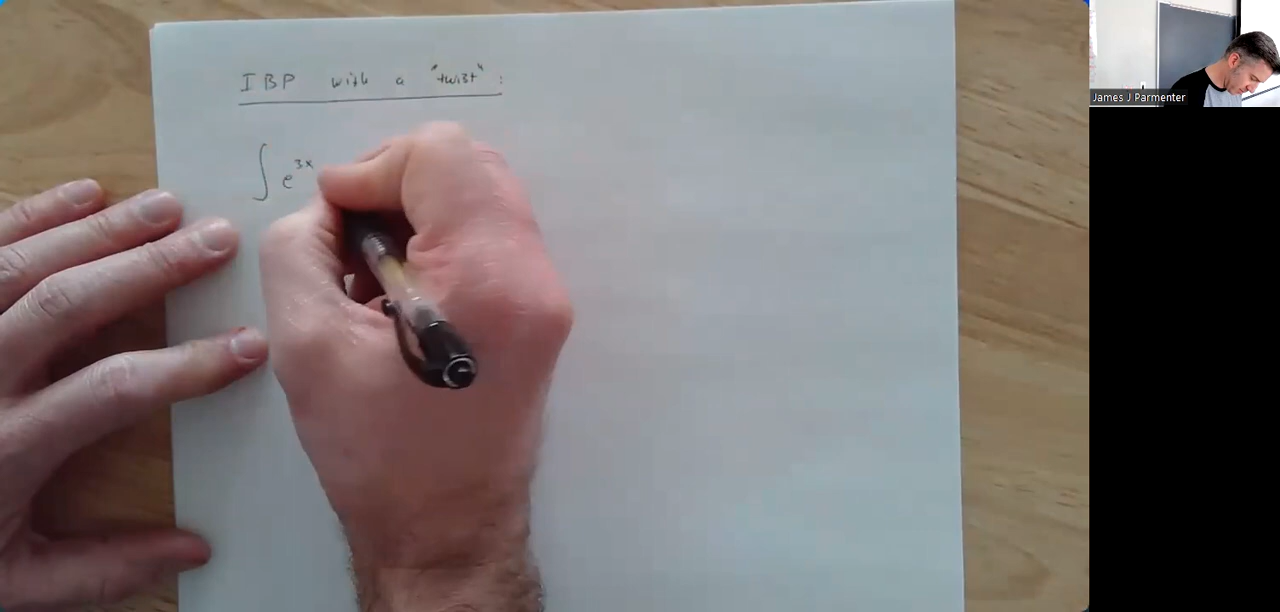 IBP with a "twist" :
∫ e^{3x}
James J Parmenter